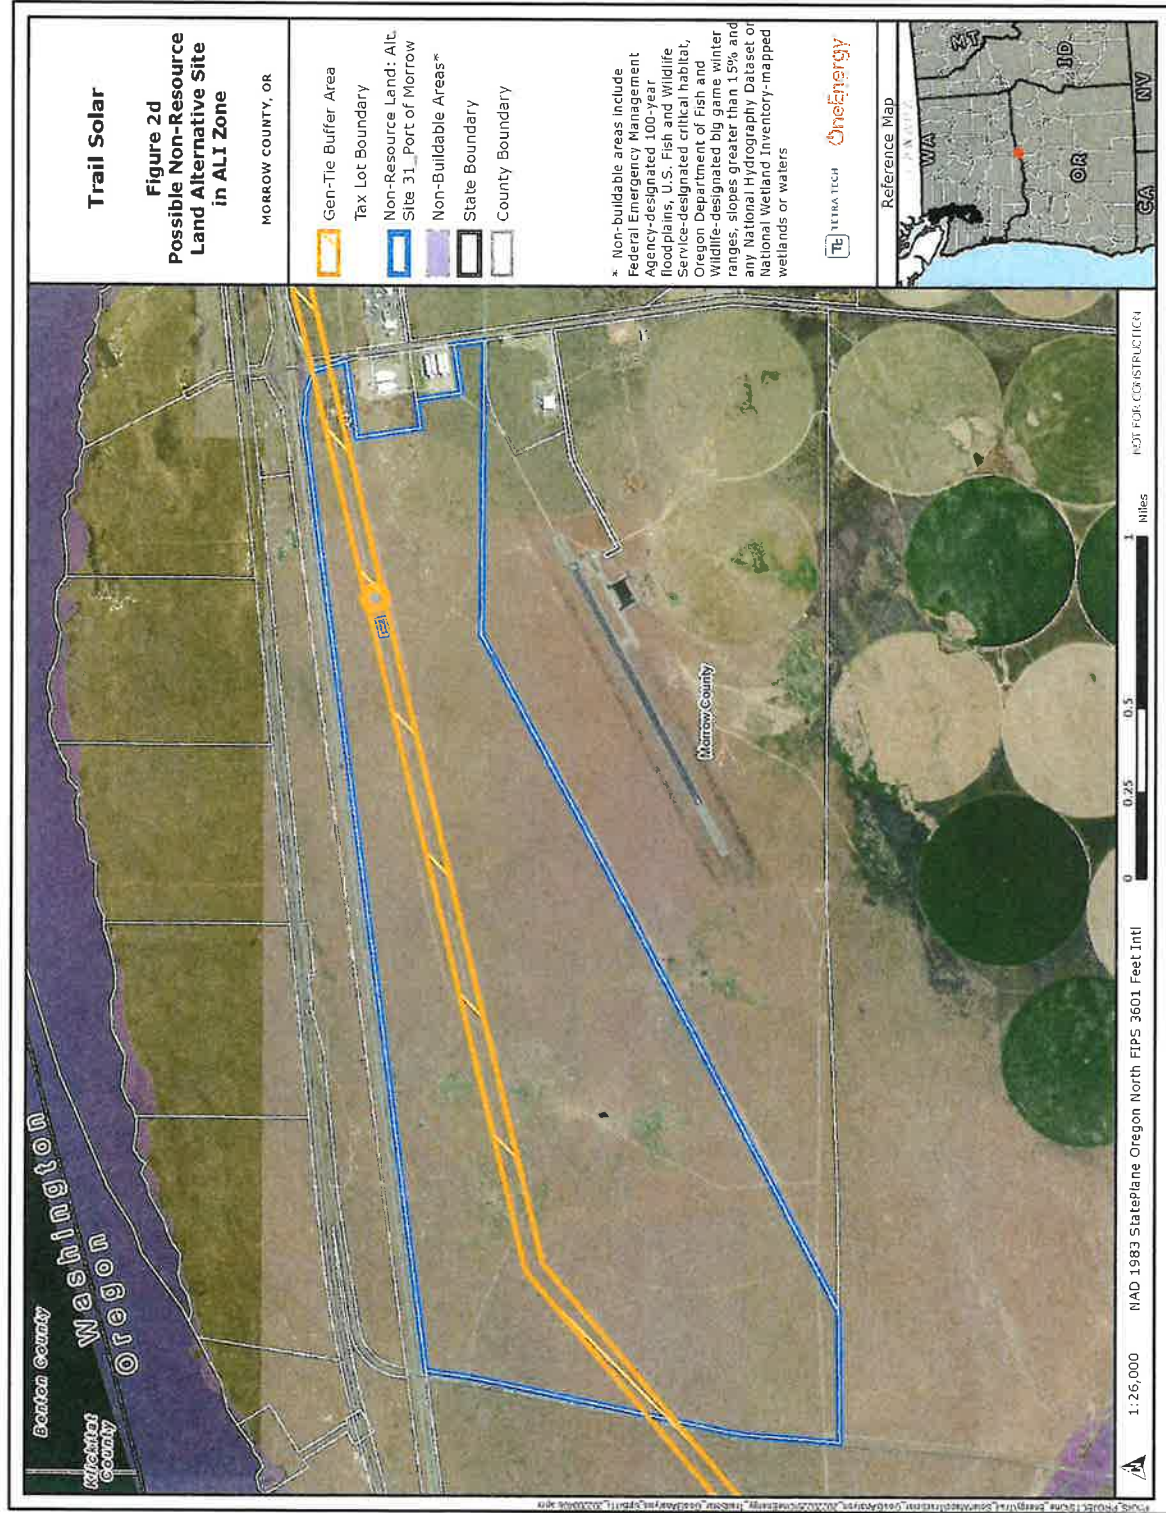 Trail Solar
Figure 2d
Possible Non-Resource
Land Alternative Site
in ALI Zone
MORROW COUNTY, OR
Gen-Tie Buffer Area
Tax Lot Boundary
Non-Resource Land: Alt.
Site 31_Port of Morrow
Non-Buildable Areas*
State Boundary
County Boundary
* Non-buildable areas include
Federal Emergency Management
Agency-designated 100-year
floodplains, U.S. Fish and Wildlife
Service-designated critical habitat,
Oregon Department of Fish and
Wildlife-designated big game winter
ranges, slopes greater than 15% and
any National Hydrography Dataset or
National Wetland Inventory-mapped
wetlands or waters
Tt TETRA TECH
OneEnergy
Reference Map
WA
MT
OR
ID
CA
NV
Benton County
Klickitat
County
Washington
Oregon
Morrow County
1:26,000
NAD 1983 StatePlane Oregon North FIPS 3601 Feet Intl
0 0.25 0.5 1
Miles
NOT FOR CONSTRUCTION